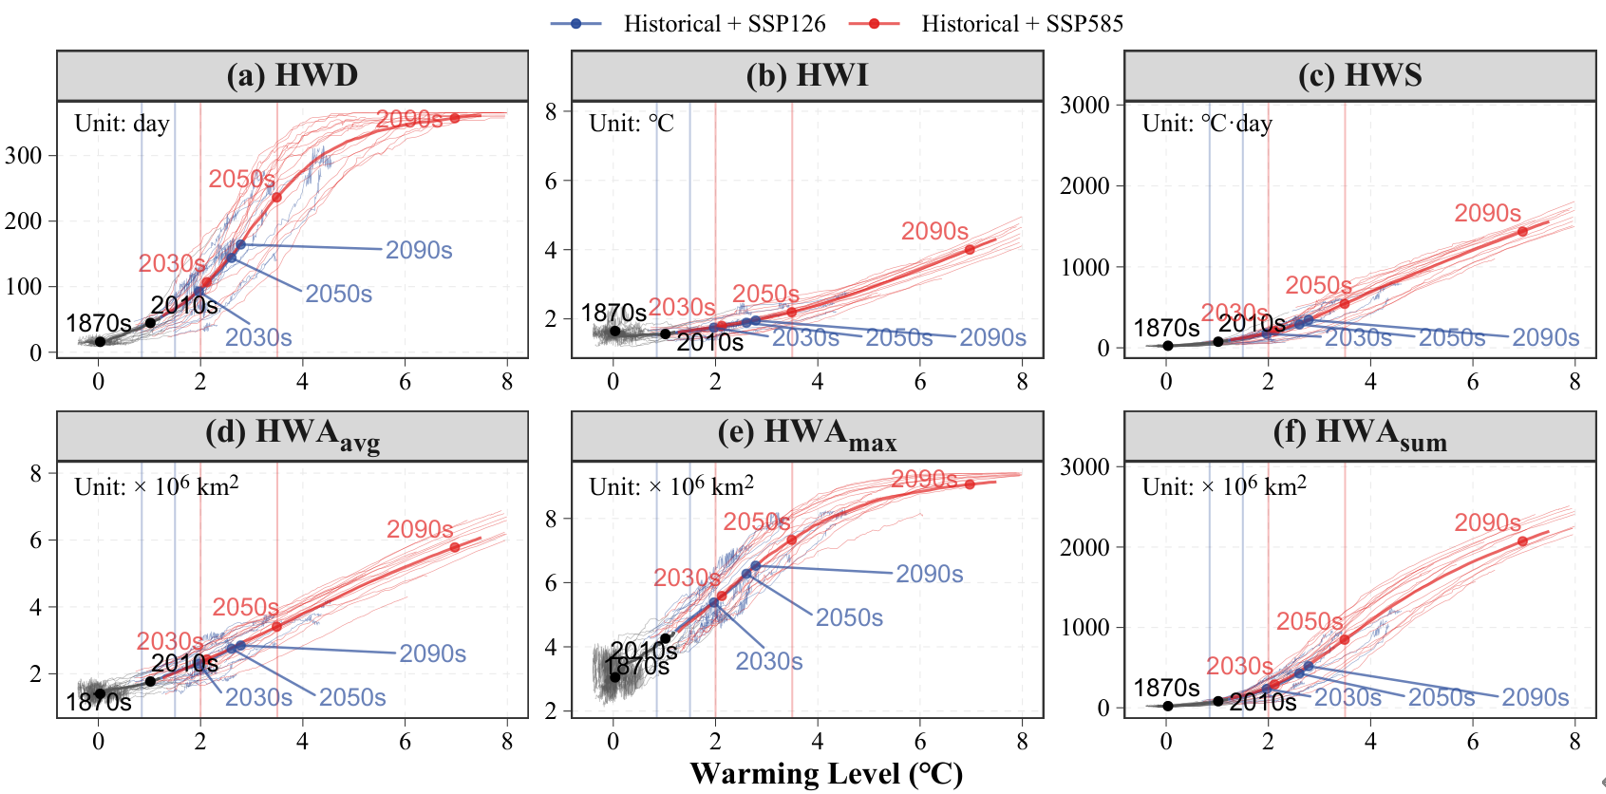 Historical + SSP126 Historical + SSP585
(a) HWD
Unit: day
300
200
100
0
0 2 4 6 8
1870s
2010s
2030s
2050s
2090s
2030s
2050s
2090s
(b) HWI
Unit: °C
8
6
4
2
0 2 4 6 8
1870s
2010s
2030s
2050s
2090s
2030s
2050s
2090s
(c) HWS
Unit: °C·day
3000
2000
1000
0
0 2 4 6 8
1870s
2010s
2030s
2050s
2090s
2030s
2050s
2090s
(d) HWAavg
Unit: × 10⁶ km²
8
6
4
2
0 2 4 6 8
1870s
2010s
2030s
2050s
2090s
2030s
2050s
2090s
(e) HWAmax
Unit: × 10⁶ km²
8
6
4
2
0 2 4 6 8
1870s
2010s
2030s
2050s
2090s
2030s
2050s
2090s
(f) HWAsum
Unit: × 10⁶ km²
3000
2000
1000
0
0 2 4 6 8
1870s
2010s
2030s
2050s
2090s
2030s
2050s
2090s
Warming Level (°C)